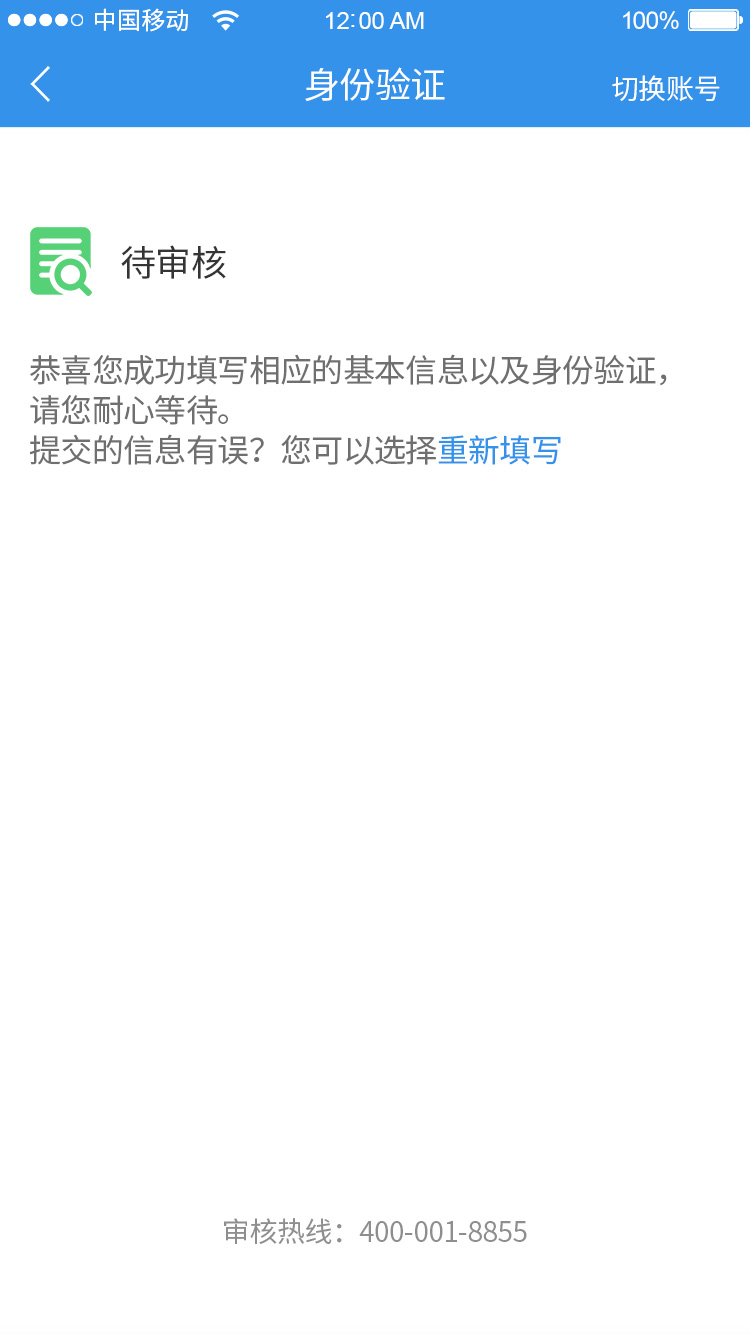 中国移动 12:00 AM 100%
身份验证 切换账号
待审核
恭喜您成功填写相应的基本信息以及身份验证，
请您耐心等待。
提交的信息有误？您可以选择重新填写
审核热线：400-001-8855